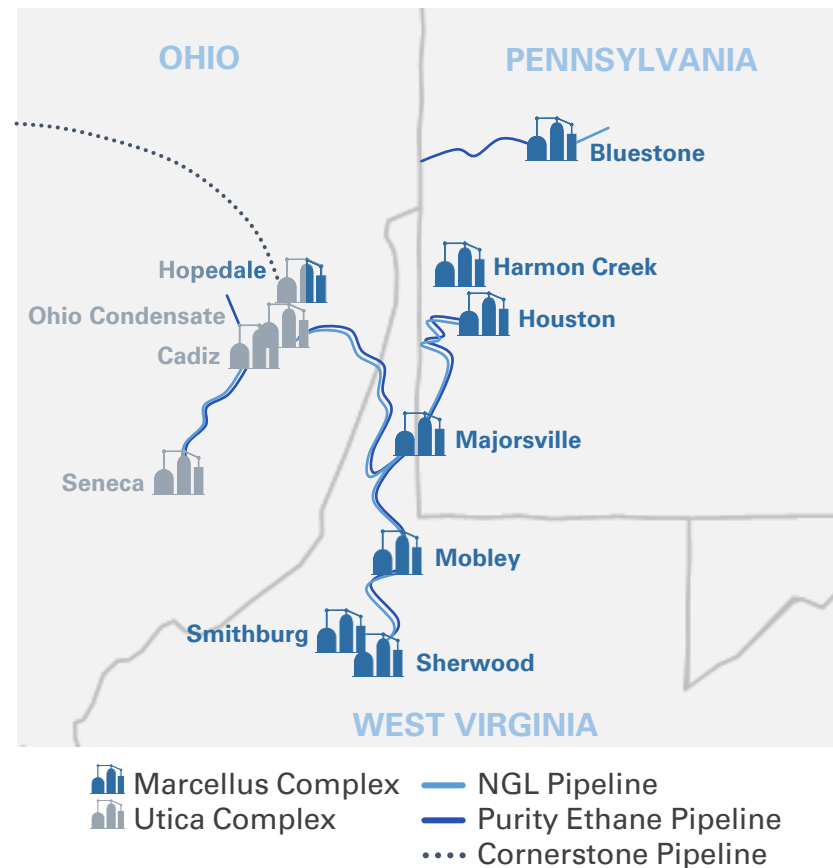 OHIO
PENNSYLVANIA
Bluestone
Hopedale
Harmon Creek
Ohio Condensate
Houston
Cadiz
Majorsville
Seneca
Mobley
Smithburg
Sherwood
WEST VIRGINIA
Marcellus Complex
NGL Pipeline
Utica Complex
Purity Ethane Pipeline
Cornerstone Pipeline